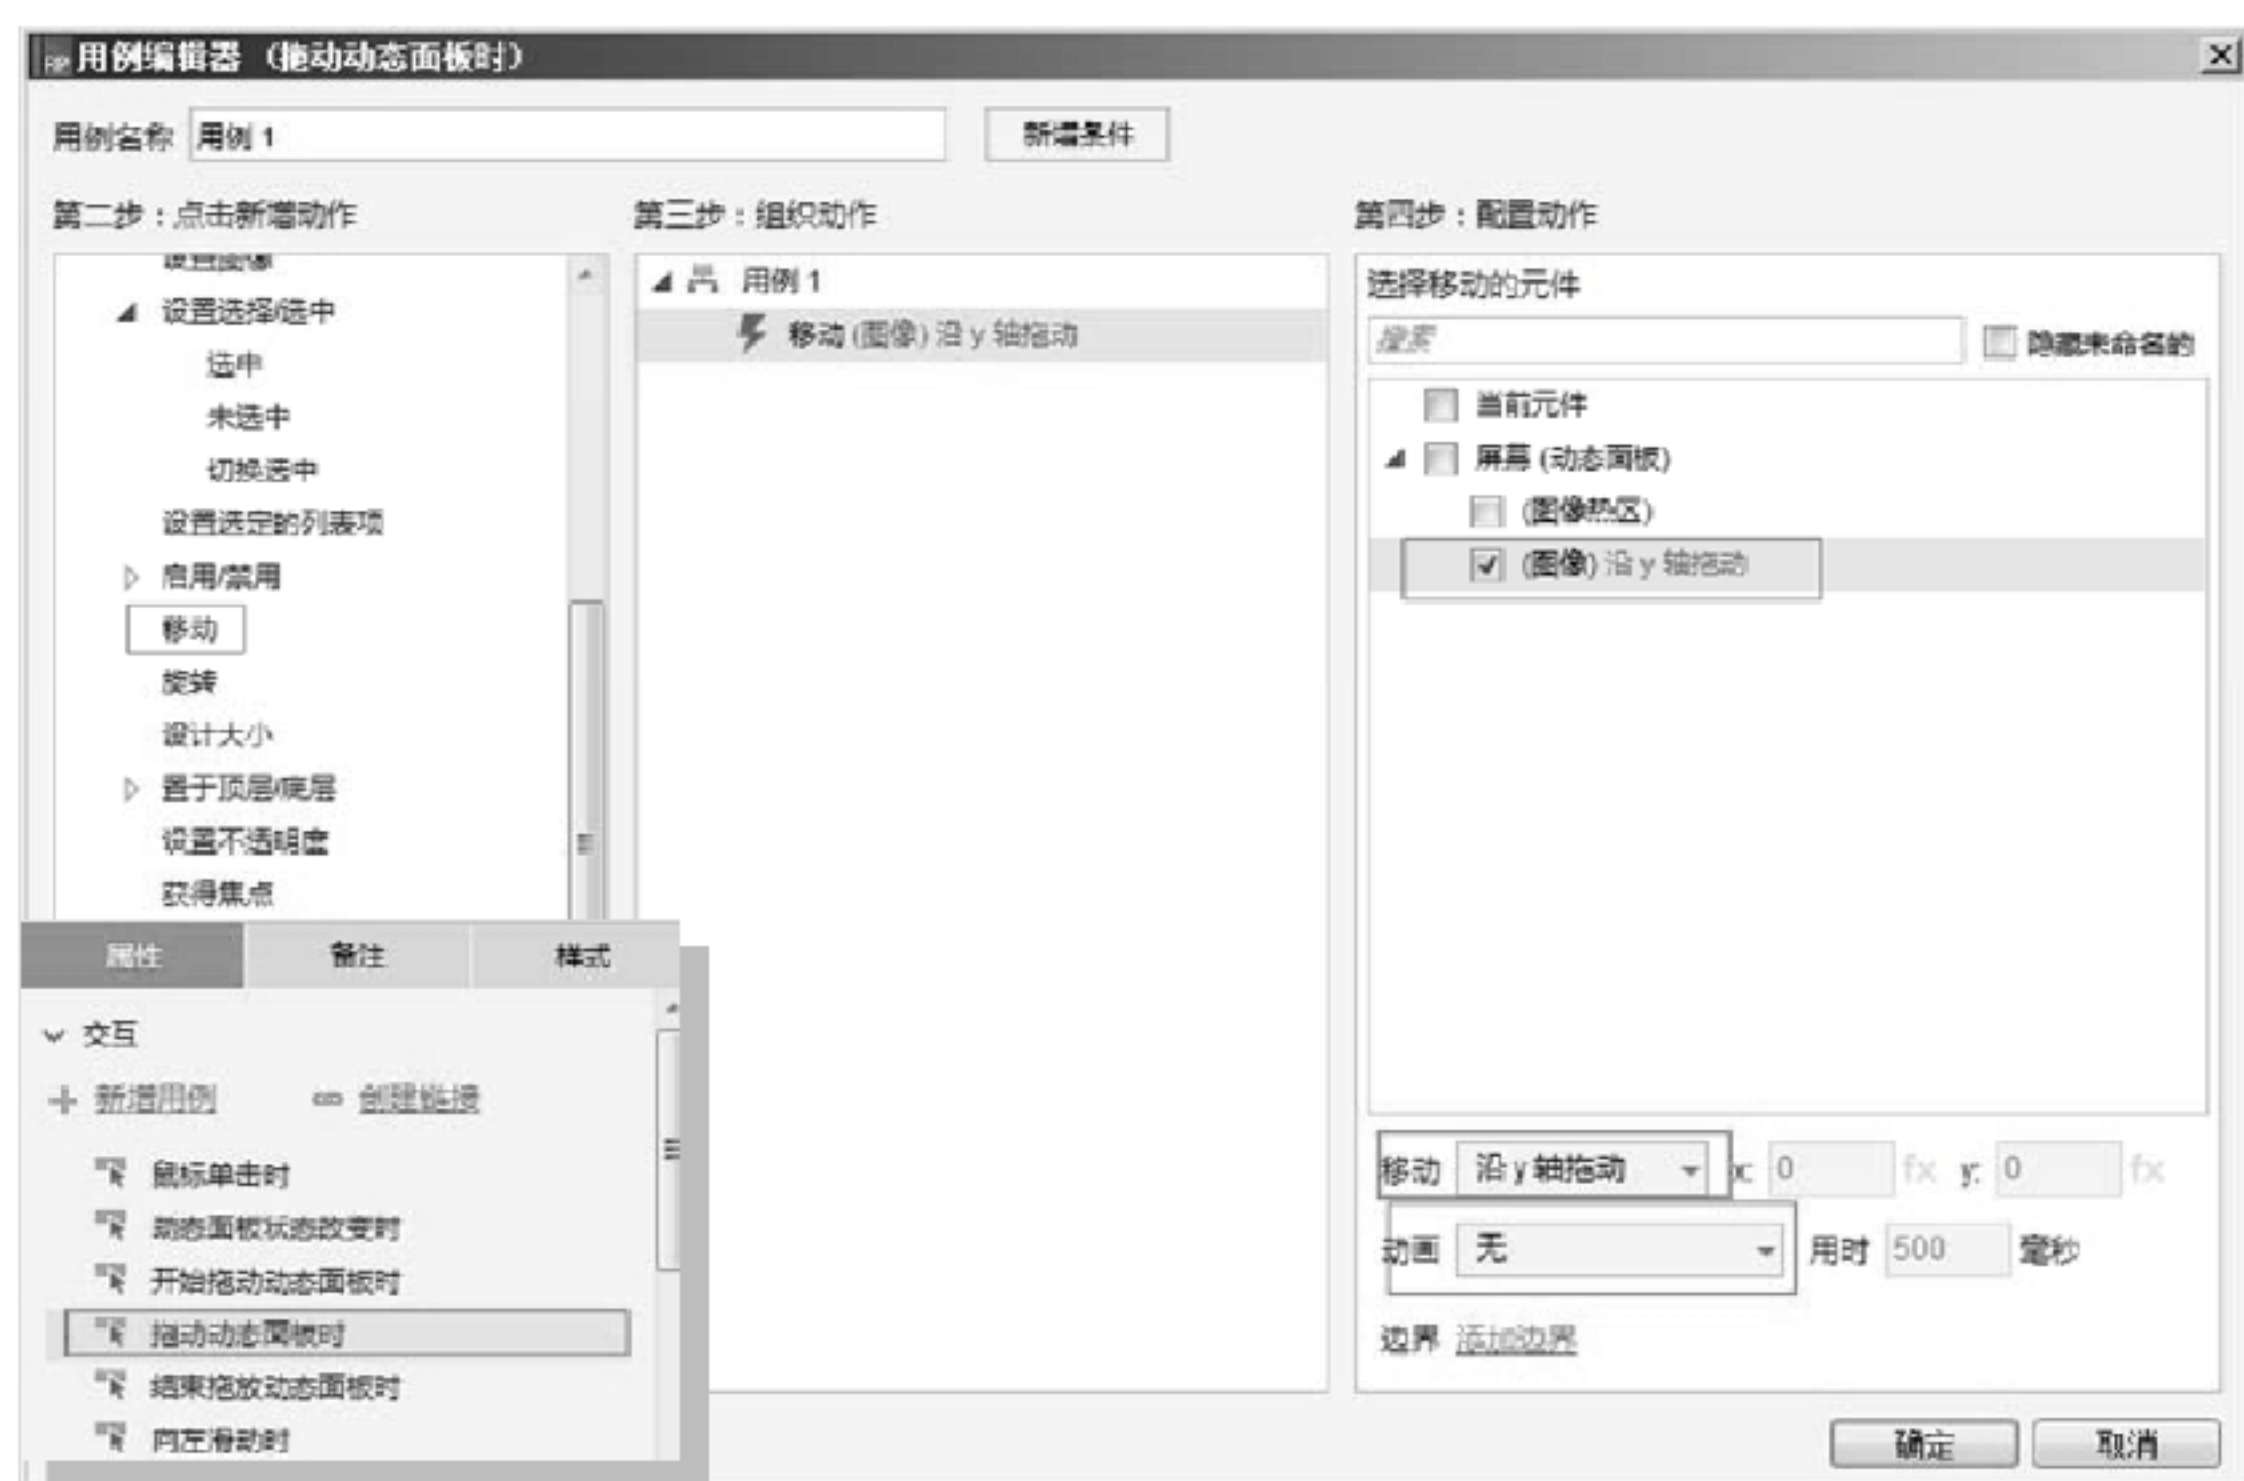 用例编辑器 (拖动动态面板时)
用例名称 用例 1 新增条件
第二步:点击新增动作
设置图像
设置选择/选中
选中
未选中
切换选中
设置选定的列表项
启用/禁用
移动
旋转
设计大小
置于顶层/底层
设置不透明度
获得焦点
第三步:组织动作
用例 1
移动 (图像) 沿 y 轴拖动
第四步:配置动作
选择移动的元件
搜索 隐藏未命名的
当前元件
屏幕 (动态面板)
(图像热区)
(图像) 沿 y 轴拖动
移动 沿 y 轴拖动 x: 0 fx y: 0 fx
动画 无 用时 500 毫秒
边界 添加边界
确定 取消
属性 备注 样式
交互
新增用例 创建链接
鼠标单击时
动态面板状态改变时
开始拖动动态面板时
拖动动态面板时
结束拖放动态面板时
向左滑动时